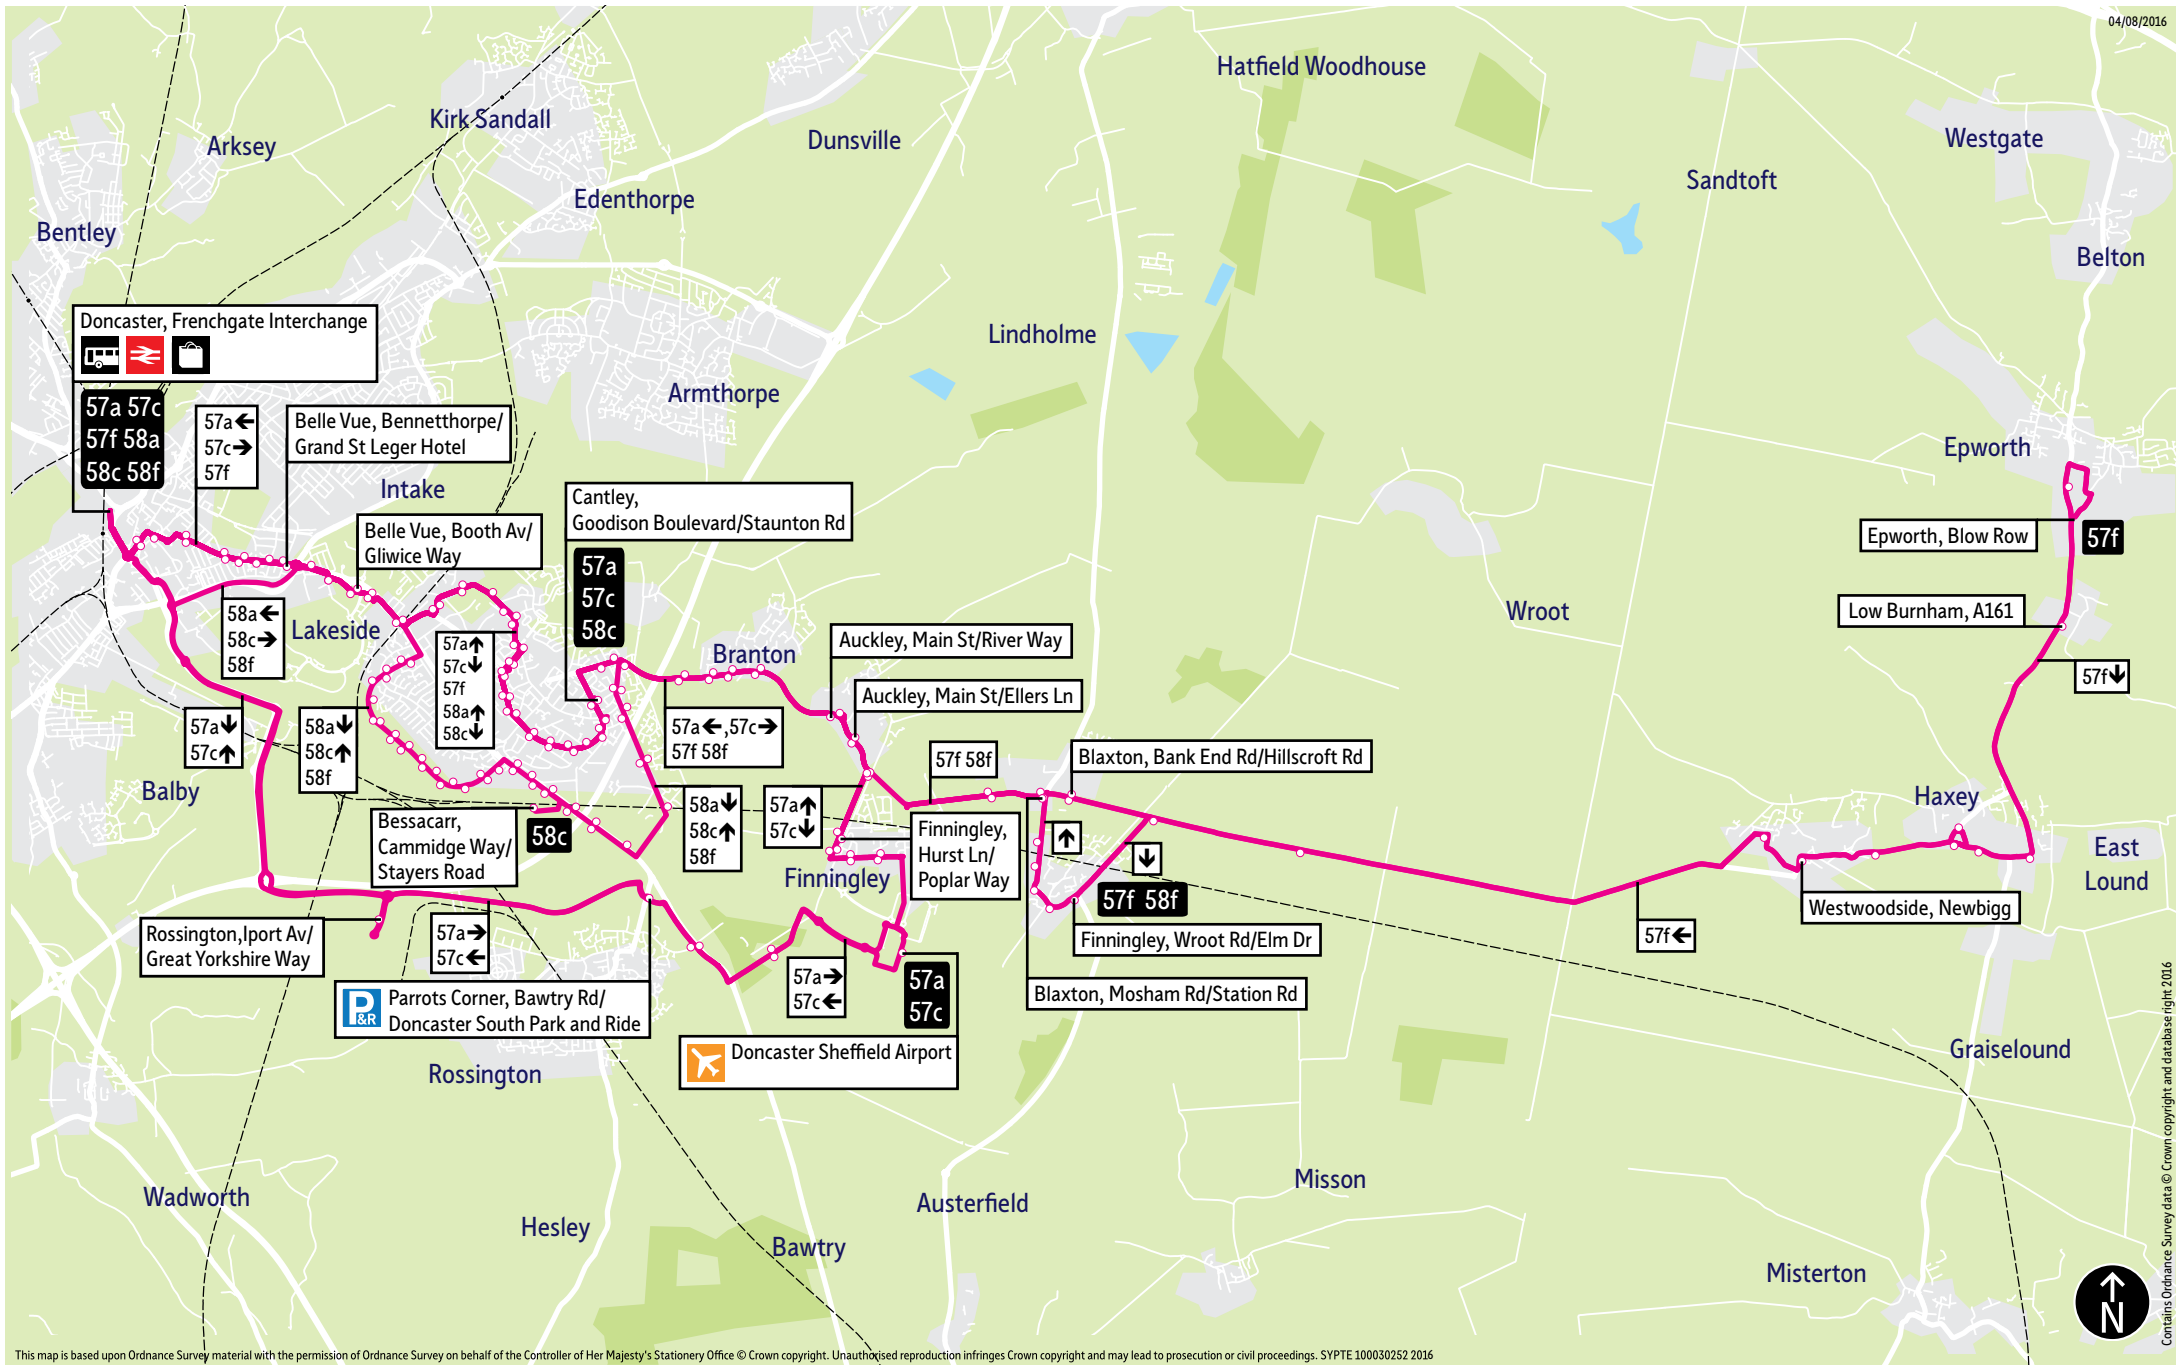 04/08/2016
Hatfield Woodhouse
Kirk Sandall
Arksey
Dunsville
Westgate
Sandtoft
Edenthorpe
Bentley
Belton
Doncaster, Frenchgate Interchange
Lindholme
Armthorpe
57a 57c
57f 58a
58c 58f
57a←
57c→
57f
Belle Vue, Bennetthorpe/
Grand St Leger Hotel
Intake
Epworth
Cantley,
Goodison Boulevard/Staunton Rd
57a
57c
58c
Belle Vue, Booth Av/
Gliwice Way
Epworth, Blow Row
57f
58a←
58c→
58f
Lakeside
57a↑
57c↓
57f
58a↑
58c↓
Branton
Auckley, Main St/River Way
Auckley, Main St/Ellers Ln
Wroot
Low Burnham, A161
57f↓
57a↓
57c↑
58a↓
58c↑
58f
57a←,57c→
57f 58f
57f 58f
Blaxton, Bank End Rd/Hillscroft Rd
Balby
58a↓
58c↑
58f
57a↑
57c↓
Haxey
Bessacarr,
Cammidge Way/
Stayers Road
58c
Finningley,
Hurst Ln/
Poplar Way
↑
↓
Finningley
57f 58f
East
Lound
Westwoodside, Newbigg
57f←
Rossington,Iport Av/
Great Yorkshire Way
57a→
57c←
Finningley, Wroot Rd/Elm Dr
57a→
57c←
57a
57c
Blaxton, Mosham Rd/Station Rd
P
&R
Parrots Corner, Bawtry Rd/
Doncaster South Park and Ride
Doncaster Sheffield Airport
Rossington
Graiselound
Wadworth
Hesley
Austerfield
Misson
Bawtry
Misterton
N
Contains Ordnance Survey data © Crown copyright and database right 2016
This map is based upon Ordnance Survey material with the permission of Ordnance Survey on behalf of the Controller of Her Majesty's Stationery Office © Crown copyright. Unauthorised reproduction infringes Crown copyright and may lead to prosecution or civil proceedings. SYPTE 100030252 2016